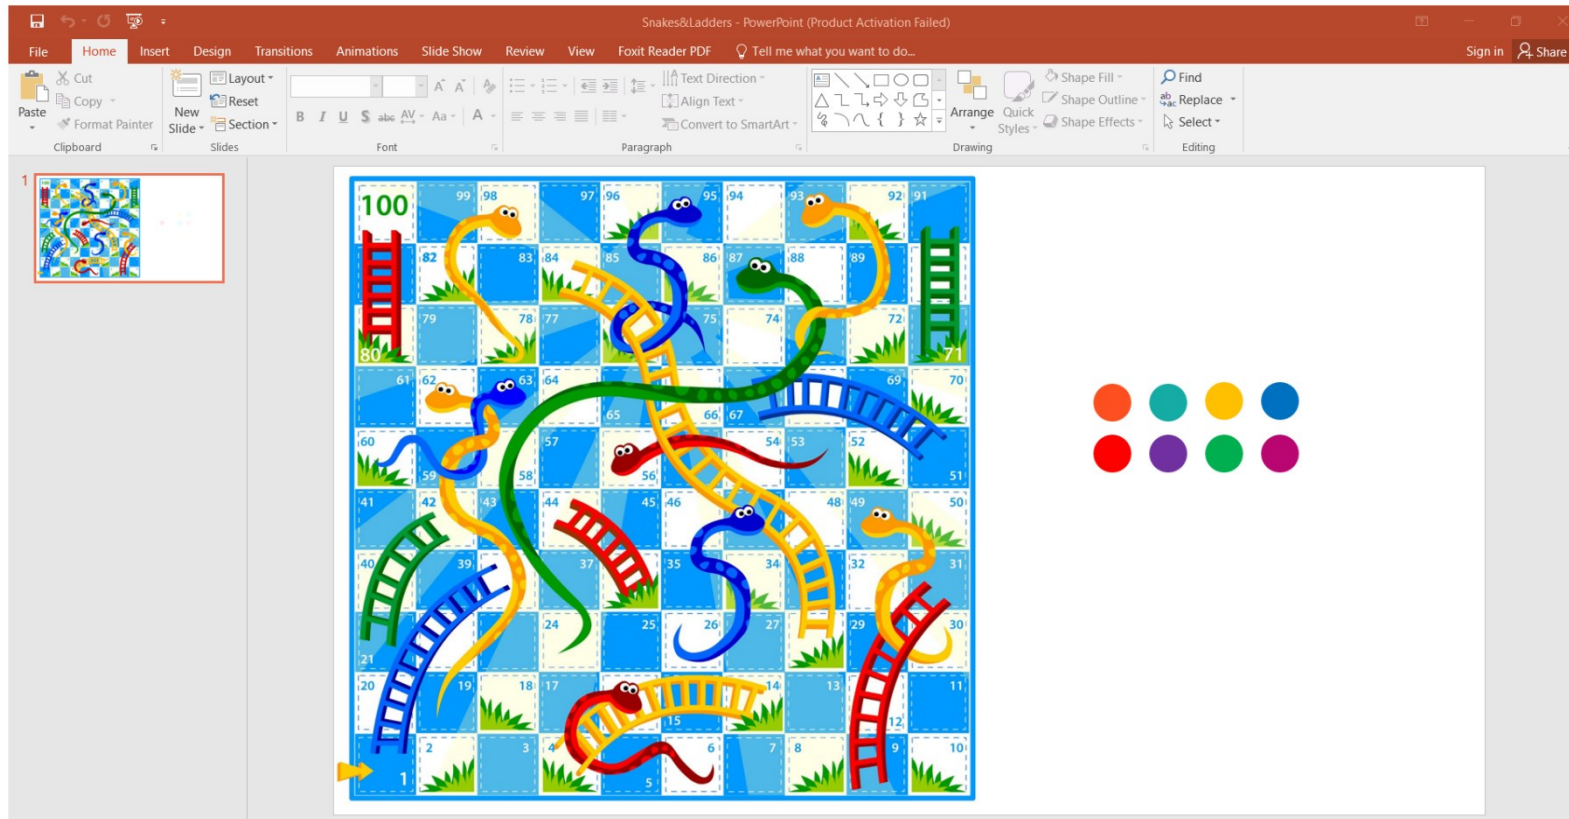 Snakes&Ladders - PowerPoint (Product Activation Failed)
File Home Insert Design Transitions Animations Slide Show Review View Foxit Reader PDF Tell me what you want to do... Sign in Share
Paste
Cut
Copy
Format Painter
Clipboard
New Slide
Layout
Reset
Section
Slides
B I U S abc AV Aa A
Font
Text Direction
Align Text
Convert to SmartArt
Paragraph
Arrange
Quick Styles
Shape Fill
Shape Outline
Shape Effects
Drawing
Find
Replace
Select
Editing
1
100 99 98 97 96 95 94 93 92 91
82 83 84 85 86 87 88 89
80 79 78 77 75 74 72 71
61 62 63 64 65 66 67 69 70
60 59 58 57 56 54 53 52 51
41 42 43 44 45 46 48 49 50
40 39 37 35 34 32 31
21 24 25 26 27 29 30
20 19 18 17 15 14 13 12 11
1 2 3 4 5 6 7 8 9 10